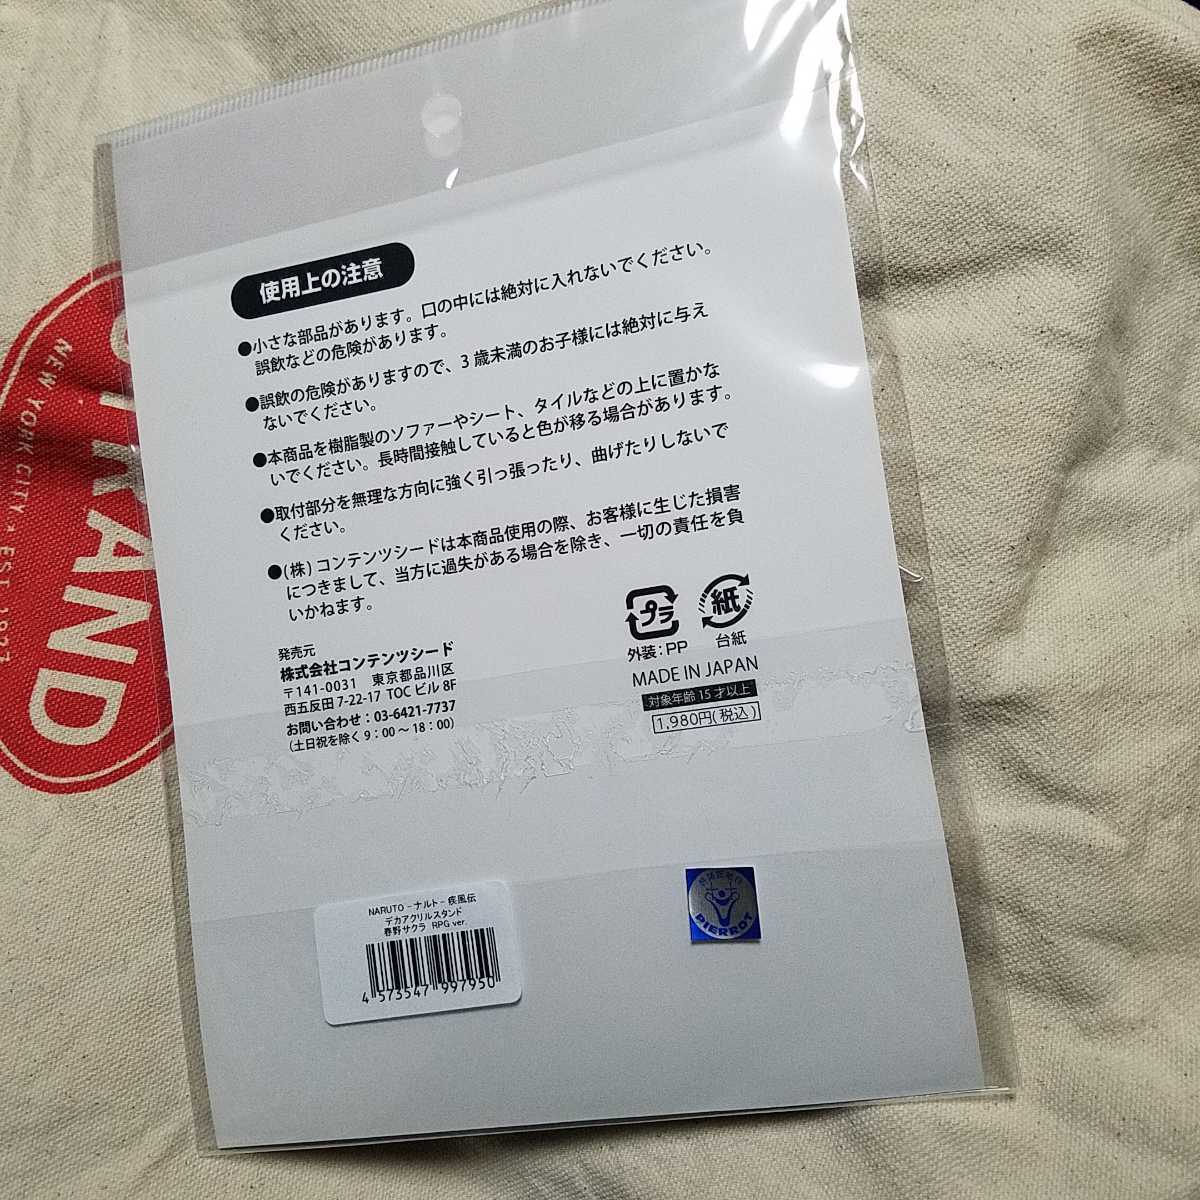 使用上の注意
●小さな部品があります。口の中には絶対に入れないでください。
誤飲などの危険があります。
●誤飲の危険がありますので、3歳未満のお子様には絶対に与え
ないでください。
●本商品を樹脂製のソファーやシート、タイルなどの上に置かな
いでください。長時間接触していると色が移る場合があります。
●取付部分を無理な方向に強く引っ張ったり、曲げたりしないで
ください。
●(株)コンテンツシードは本商品使用の際、お客様に生じた損害
につきまして、当方に過失がある場合を除き、一切の責任を負
いかねます。
発売元
株式会社コンテンツシード
〒141-0031 東京都品川区
西五反田7-22-17 TOCビル 8F
お問い合わせ：03-6421-7737
(土日祝を除く9：00～18：00)
プラ
外装：PP
紙
台紙
MADE IN JAPAN
対象年齢15才以上
1,980円(税込)
NARUTO -ナルト- 疾風伝
デカアクリルスタンド
春野サクラ RPG ver.
4 573547 997950
PIERROT
STRAND
NEW YORK CITY • EST. 1927